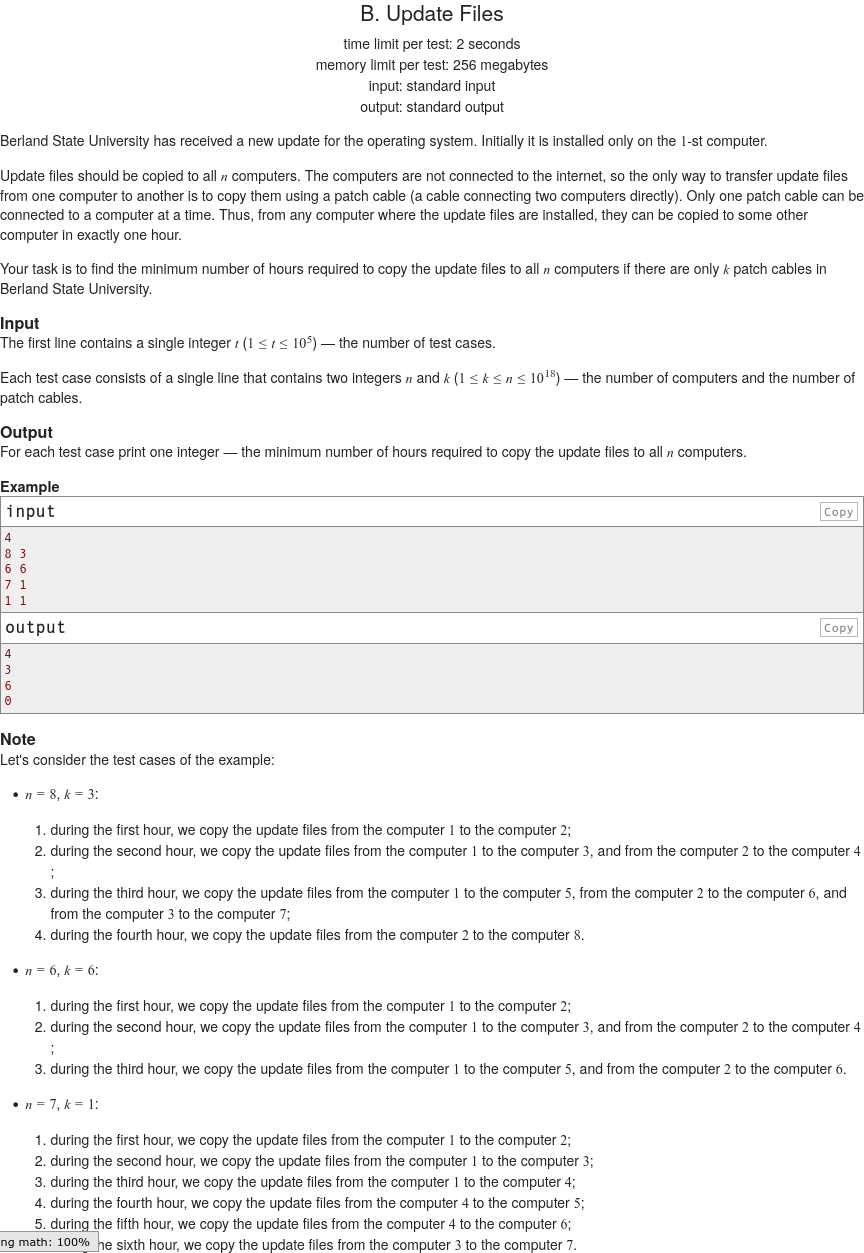 B. Update Files
time limit per test: 2 seconds
memory limit per test: 256 megabytes
input: standard input
output: standard output
Berland State University has received a new update for the operating system. Initially it is installed only on the 1-st computer.
Update files should be copied to all n computers. The computers are not connected to the internet, so the only way to transfer update files
from one computer to another is to copy them using a patch cable (a cable connecting two computers directly). Only one patch cable can be
connected to a computer at a time. Thus, from any computer where the update files are installed, they can be copied to some other
computer in exactly one hour.
Your task is to find the minimum number of hours required to copy the update files to all n computers if there are only k patch cables in
Berland State University.
Input
The first line contains a single integer t (1 ≤ t ≤ 10⁵) — the number of test cases.
Each test case consists of a single line that contains two integers n and k (1 ≤ k ≤ n ≤ 10¹⁸) — the number of computers and the number of
patch cables.
Output
For each test case print one integer — the minimum number of hours required to copy the update files to all n computers.
Example
input
Copy
4
8 3
6 6
7 1
1 1
output
Copy
4
3
6
0
Note
Let's consider the test cases of the example:
• n = 8, k = 3:
1. during the first hour, we copy the update files from the computer 1 to the computer 2;
2. during the second hour, we copy the update files from the computer 1 to the computer 3, and from the computer 2 to the computer 4
;
3. during the third hour, we copy the update files from the computer 1 to the computer 5, from the computer 2 to the computer 6, and
from the computer 3 to the computer 7;
4. during the fourth hour, we copy the update files from the computer 2 to the computer 8.
• n = 6, k = 6:
1. during the first hour, we copy the update files from the computer 1 to the computer 2;
2. during the second hour, we copy the update files from the computer 1 to the computer 3, and from the computer 2 to the computer 4
;
3. during the third hour, we copy the update files from the computer 1 to the computer 5, and from the computer 2 to the computer 6.
• n = 7, k = 1:
1. during the first hour, we copy the update files from the computer 1 to the computer 2;
2. during the second hour, we copy the update files from the computer 1 to the computer 3;
3. during the third hour, we copy the update files from the computer 1 to the computer 4;
4. during the fourth hour, we copy the update files from the computer 4 to the computer 5;
5. during the fifth hour, we copy the update files from the computer 4 to the computer 6;
ng math: 100%
he sixth hour, we copy the update files from the computer 3 to the computer 7.